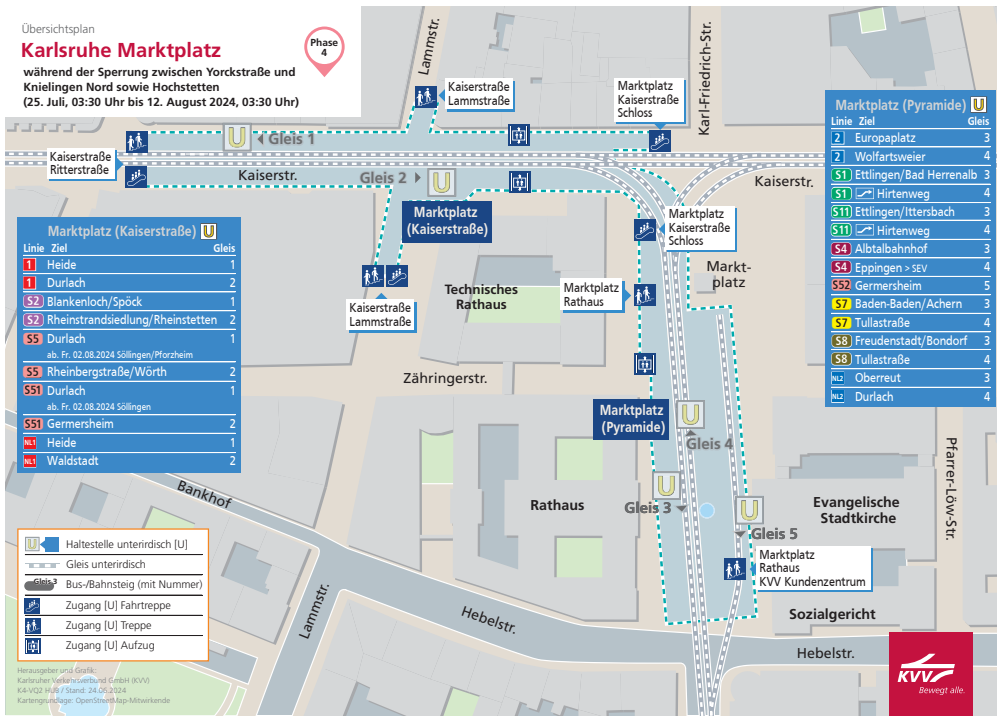 Übersichtsplan
Karlsruhe Marktplatz
während der Sperrung zwischen Yorckstraße und
Knielingen Nord sowie Hochstetten
(25. Juli, 03:30 Uhr bis 12. August 2024, 03:30 Uhr)
Phase
4
Lammstr.
Karl-Friedrich-Str.
Kaiserstraße
Lammstraße
Marktplatz
Kaiserstraße
Schloss
U
Gleis 1
Kaiserstraße
Ritterstraße
Kaiserstr.
Gleis 2
U
Kaiserstr.
Marktplatz
(Kaiserstraße)
Marktplatz
Kaiserstraße
Schloss
Markt-
platz
Technisches
Rathaus
Marktplatz
Rathaus
Kaiserstraße
Lammstraße
Zähringerstr.
Marktplatz
(Pyramide)
U
Gleis 4
U
Gleis 3
U
Gleis 5
Rathaus
Evangelische
Stadtkirche
Pfarrer-Löw-Str.
Marktplatz
Rathaus
KVV Kundenzentrum
Sozialgericht
Bankhof
Lammstr.
Hebelstr.
Hebelstr.
Marktplatz (Kaiserstraße) U
Linie Ziel Gleis
1 Heide 1
1 Durlach 2
S2 Blankenloch/Spöck 1
S2 Rheinstrandsiedlung/Rheinstetten 2
S5 Durlach 1
ab. Fr. 02.08.2024 Söllingen/Pforzheim
S5 Rheinbergstraße/Wörth 2
S51 Durlach 1
ab. Fr. 02.08.2024 Söllingen
S51 Germersheim 2
NL1 Heide 1
NL1 Waldstadt 2
Marktplatz (Pyramide) U
Linie Ziel Gleis
2 Europaplatz 3
2 Wolfartsweier 4
S1 Ettlingen/Bad Herrenalb 3
S1 Hirtenweg 4
S11 Ettlingen/Ittersbach 3
S11 Hirtenweg 4
S4 Albtalbahnhof 3
S4 Eppingen > SEV 4
S52 Germersheim 5
S7 Baden-Baden/Achern 3
S7 Tullastraße 4
S8 Freudenstadt/Bondorf 3
S8 Tullastraße 4
NL2 Oberreut 3
NL2 Durlach 4
U Haltestelle unterirdisch [U]
Gleis unterirdisch
Gleis 3 Bus-/Bahnsteig (mit Nummer)
Zugang [U] Fahrtreppe
Zugang [U] Treppe
Zugang [U] Aufzug
Herausgeber und Grafik:
Karlsruher Verkehrsverbund GmbH (KVV)
K4-VQ2 HÜB / Stand: 24.05.2024
Kartengrundlage: OpenStreetMap-Mitwirkende
KVV
Bewegt alle.